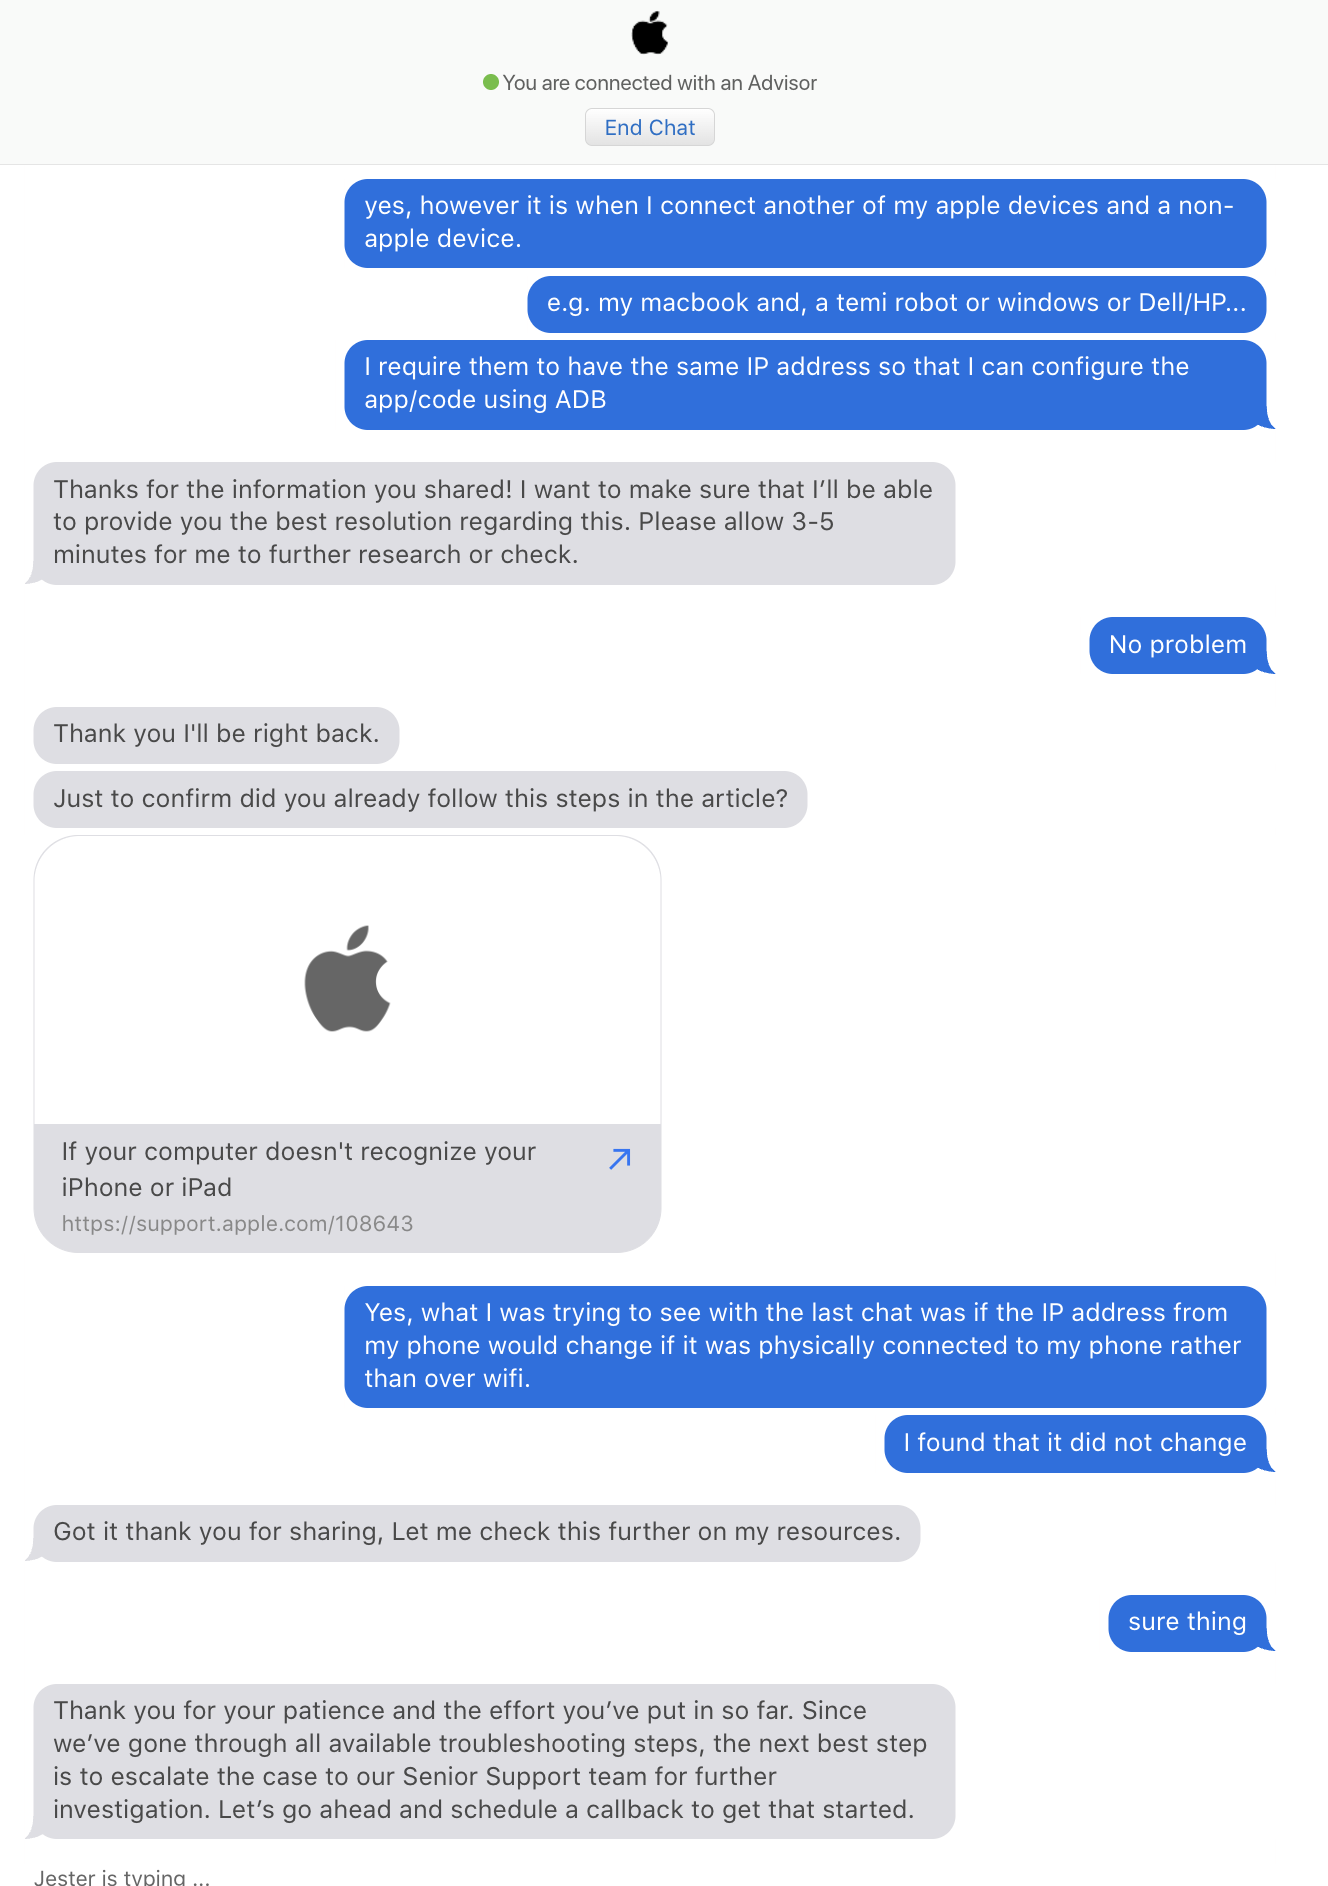 You are connected with an Advisor
End Chat
yes, however it is when I connect another of my apple devices and a non-
apple device.
e.g. my macbook and, a temi robot or windows or Dell/HP...
I require them to have the same IP address so that I can configure the
app/code using ADB
Thanks for the information you shared! I want to make sure that I’ll be able
to provide you the best resolution regarding this. Please allow 3-5
minutes for me to further research or check.
No problem
Thank you I'll be right back.
Just to confirm did you already follow this steps in the article?
If your computer doesn't recognize your
iPhone or iPad
https://support.apple.com/108643
Yes, what I was trying to see with the last chat was if the IP address from
my phone would change if it was physically connected to my phone rather
than over wifi.
I found that it did not change
Got it thank you for sharing, Let me check this further on my resources.
sure thing
Thank you for your patience and the effort you’ve put in so far. Since
we’ve gone through all available troubleshooting steps, the next best step
is to escalate the case to our Senior Support team for further
investigation. Let’s go ahead and schedule a callback to get that started.
Jester is typing ...